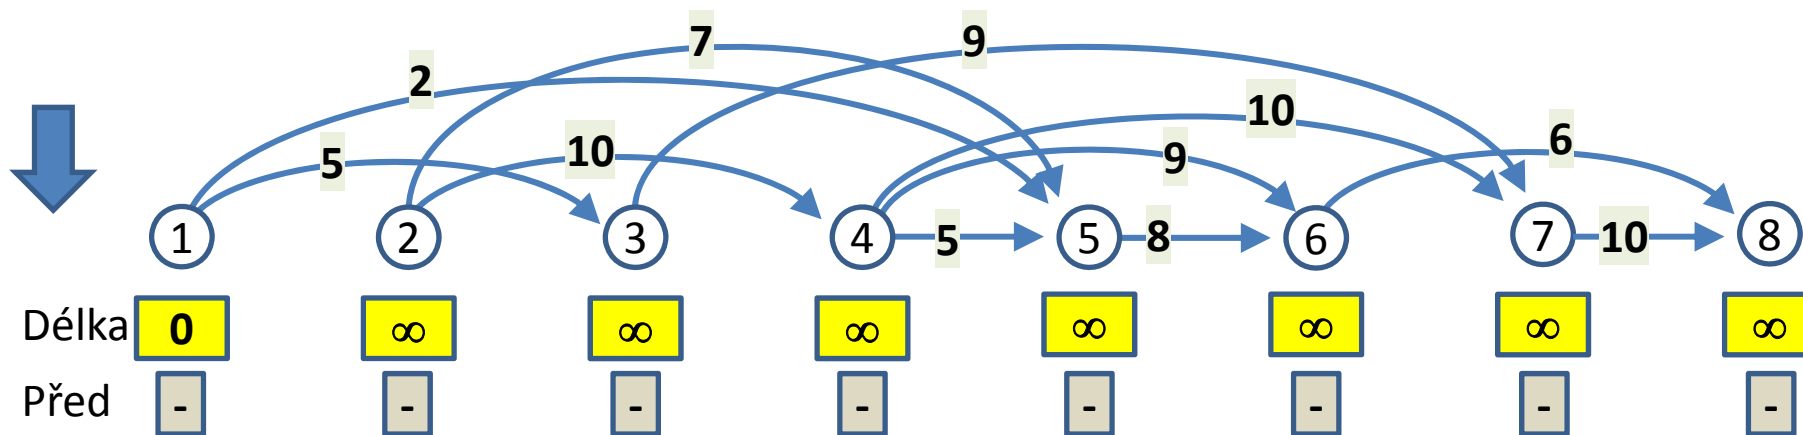 7 9
2
10
6
5 10 9
1 2 3 4 5 5 8 6 7 10 8
Délka 0 ∞ ∞ ∞ ∞ ∞ ∞ ∞
Před - - - - - - - -